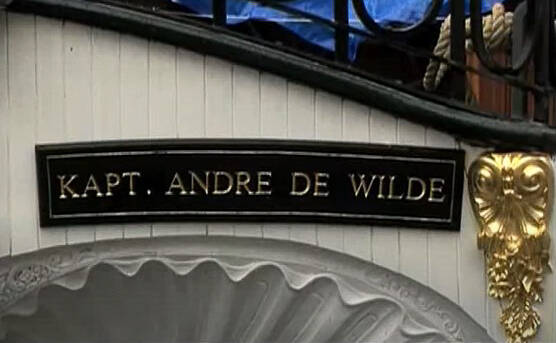 KAPT. ANDRE DE WILDE